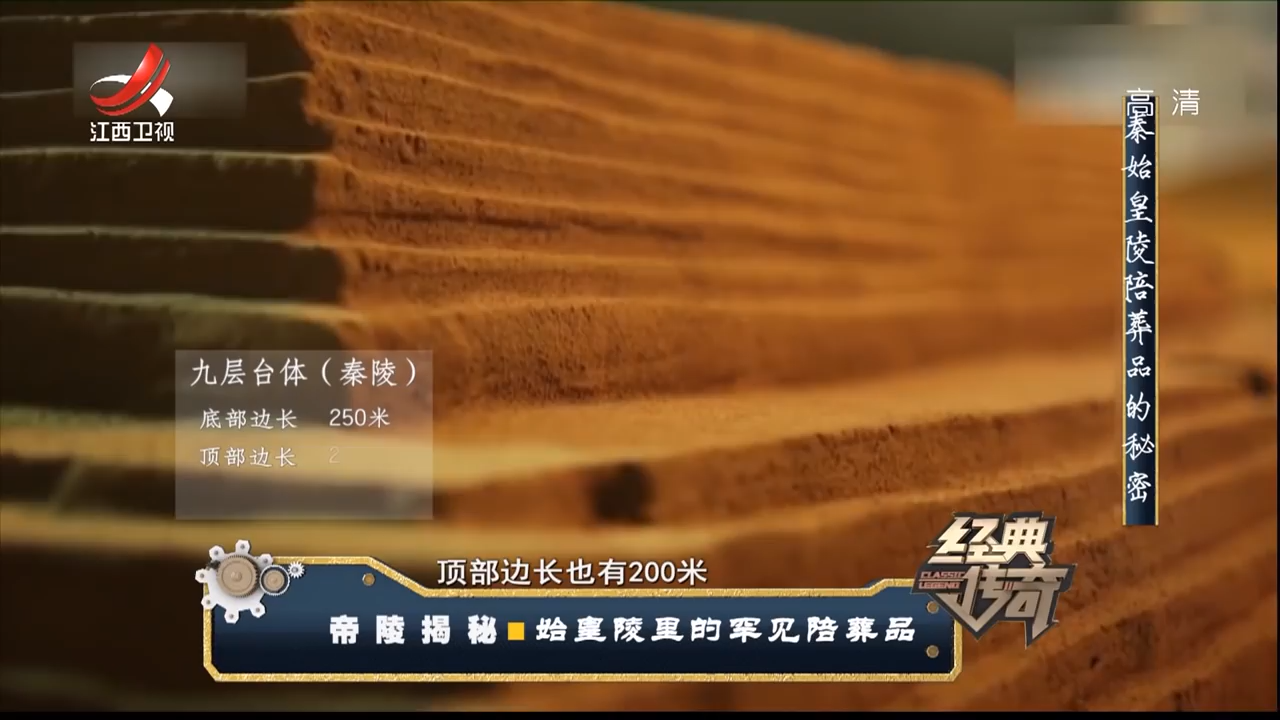 江西卫视
高清
秦始皇陵陪葬品的秘密
九层台体（秦陵）
底部边长 250米
顶部边长 2
顶部边长也有200米
经典传奇
CLASSIC LEGEND
帝陵揭秘■始皇陵里的罕见陪葬品